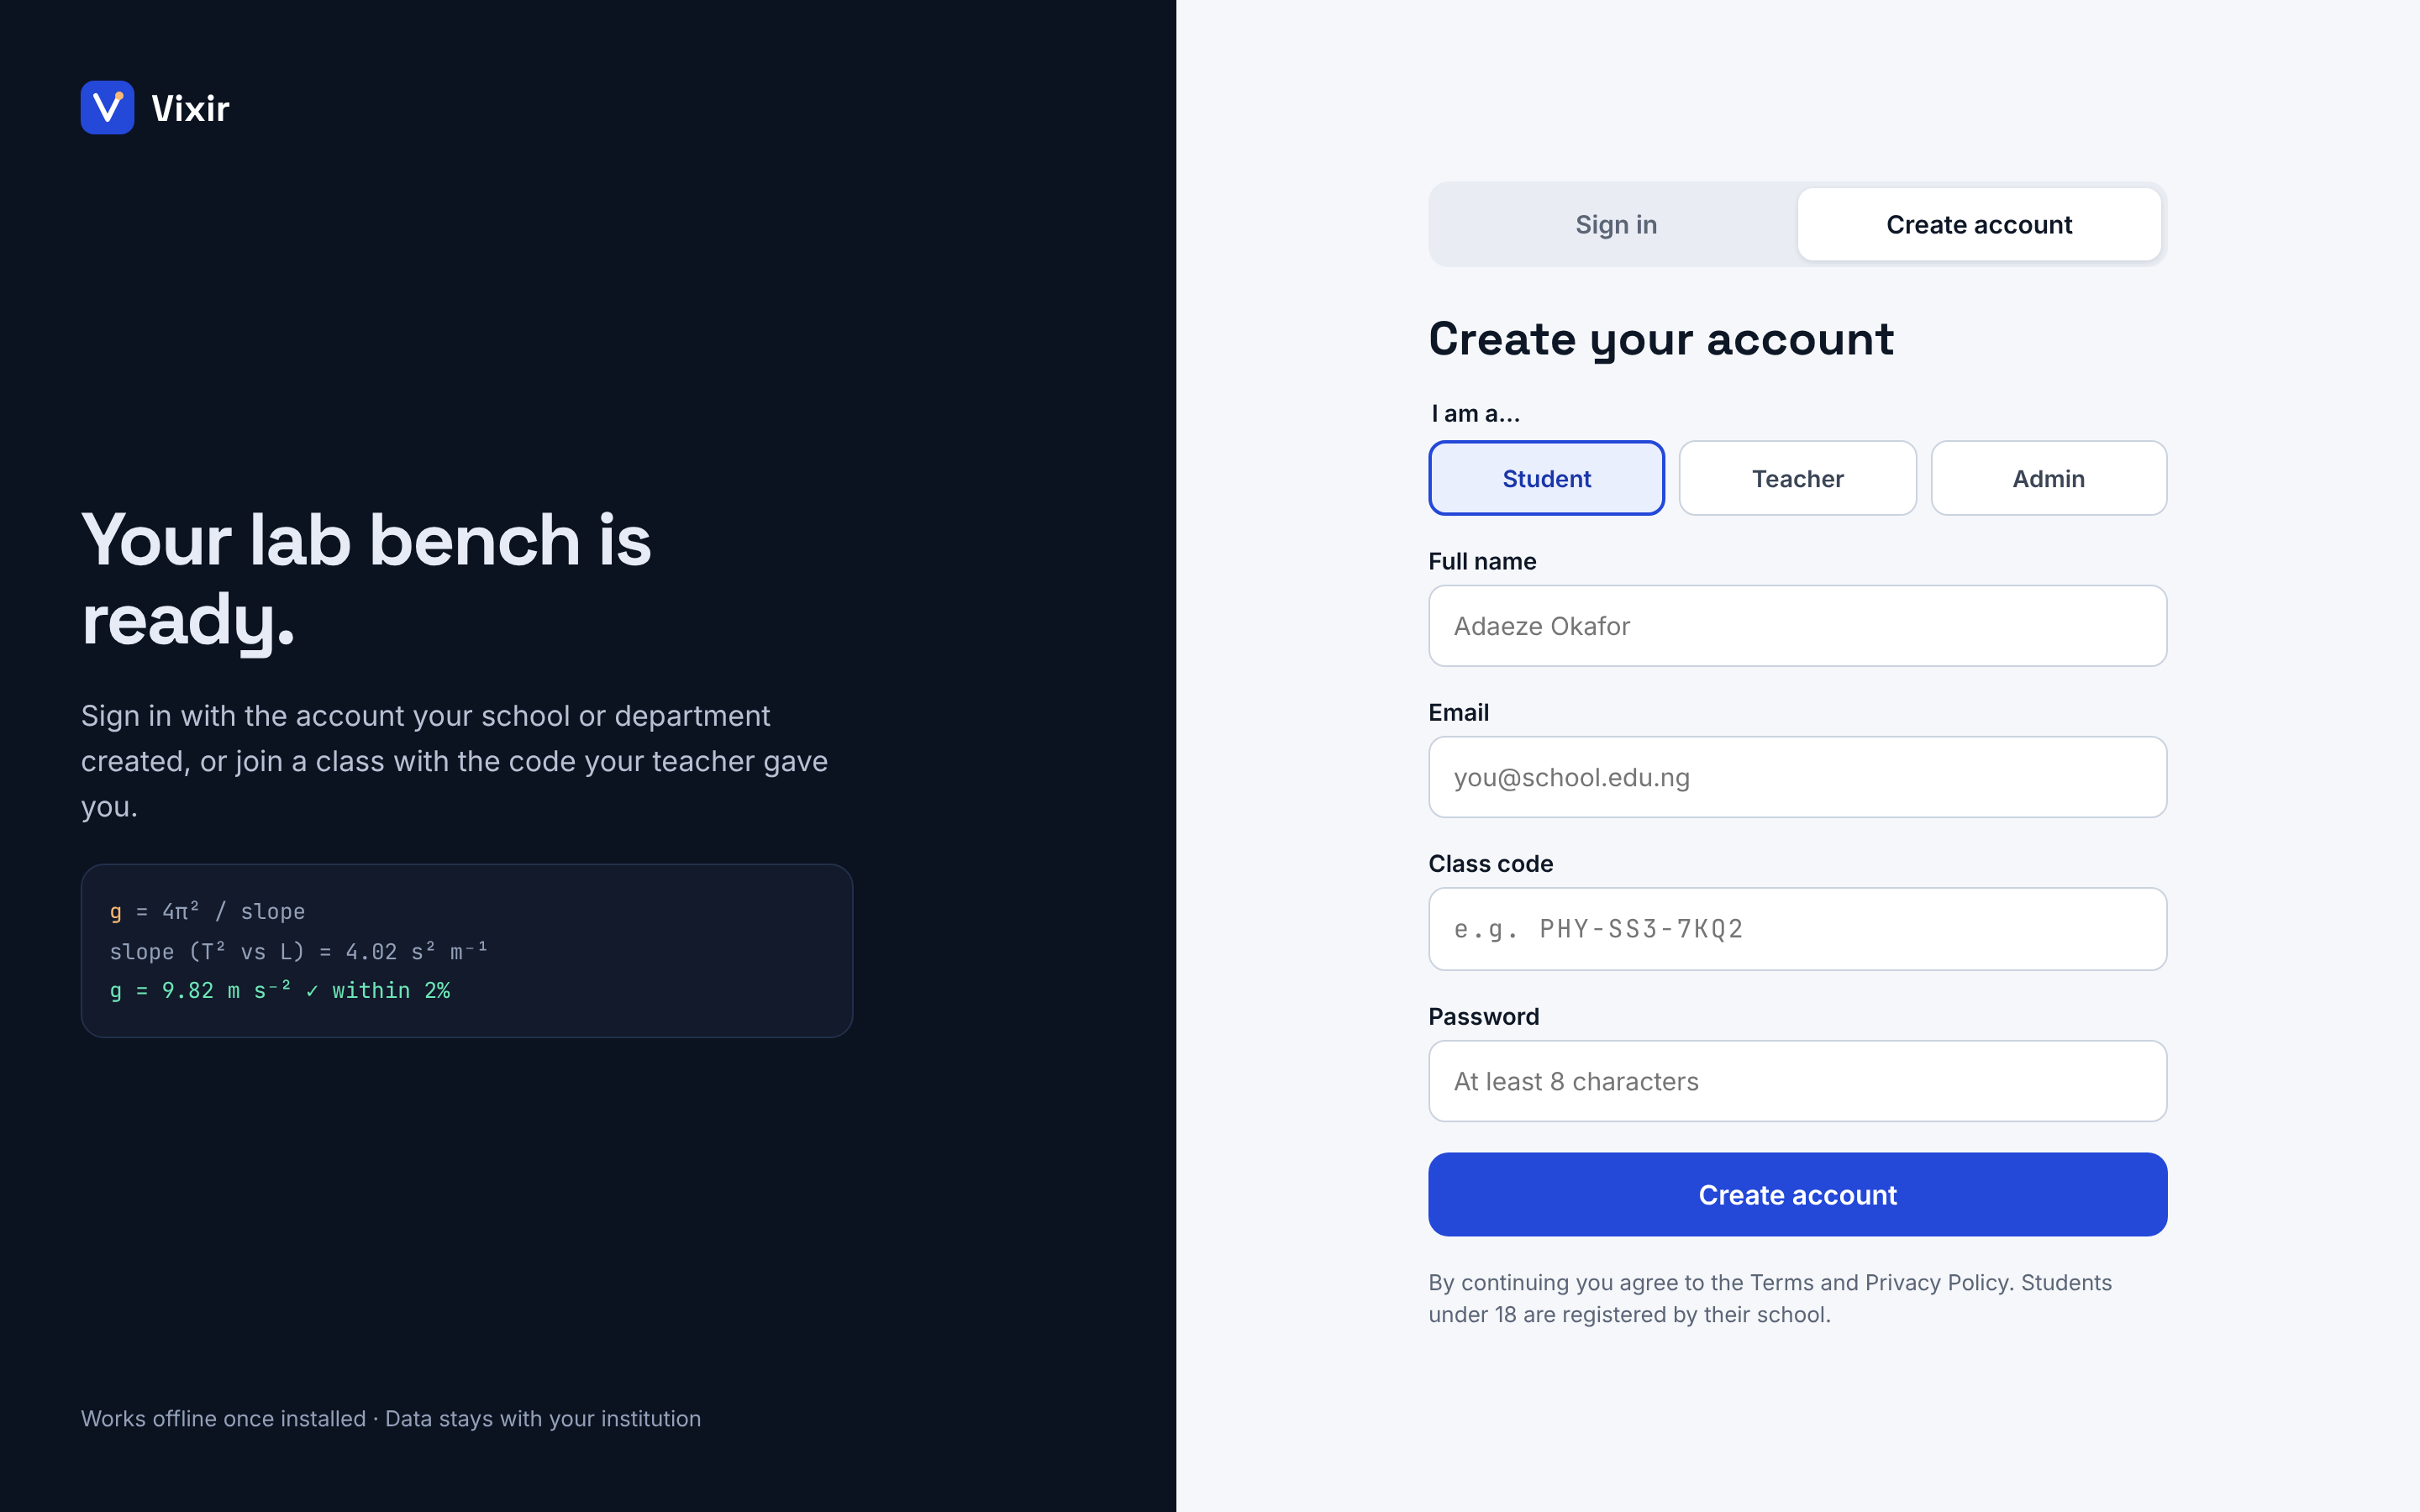 Vixir
Your lab bench is
ready.
Sign in with the account your school or department
created, or join a class with the code your teacher gave
you.
g = 4π² / slope
slope (T² vs L) = 4.02 s² m⁻¹
g = 9.82 m s⁻² ✓ within 2%
Works offline once installed · Data stays with your institution
Sign in
Create account
Create your account
I am a...
Student
Teacher
Admin
Full name
Adaeze Okafor
Email
you@school.edu.ng
Class code
e.g. PHY-SS3-7KQ2
Password
At least 8 characters
Create account
By continuing you agree to the Terms and Privacy Policy. Students
under 18 are registered by their school.